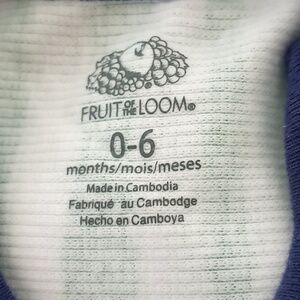 FRUIT OF THE LOOM®
0-6
months/mois/meses
Made in Cambodia
Fabriqué au Cambodge
Hecho en Camboya